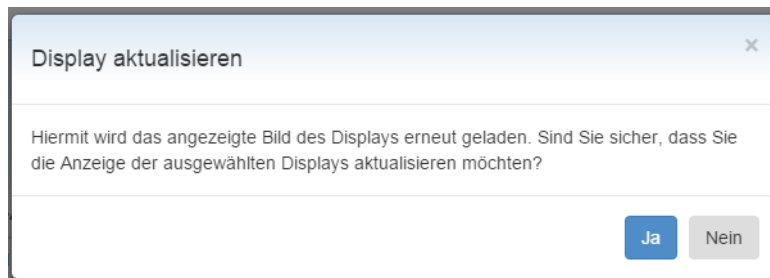 Display aktualisieren
×
Hiermit wird das angezeigte Bild des Displays erneut geladen. Sind Sie sicher, dass Sie
die Anzeige der ausgewählten Displays aktualisieren möchten?
Ja Nein